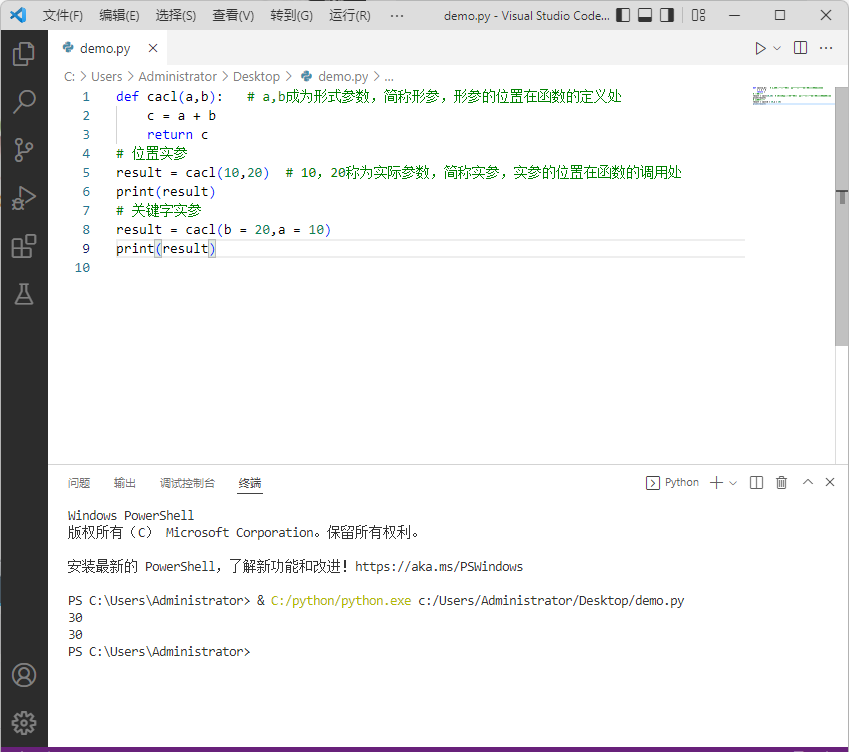 文件(F) 编辑(E) 选择(S) 查看(V) 转到(G) 运行(R) ··· demo.py - Visual Studio Code...
demo.py
C: > Users > Administrator > Desktop > demo.py > ...
1 def cacl(a,b):   # a,b成为形式参数，简称形参，形参的位置在函数的定义处
2     c = a + b
3     return c
4 # 位置实参
5 result = cacl(10,20)  # 10，20称为实际参数，简称实参，实参的位置在函数的调用处
6 print(result)
7 # 关键字实参
8 result = cacl(b = 20,a = 10)
9 print(result)
10
问题 输出 调试控制台 终端 Python
Windows PowerShell
版权所有（C） Microsoft Corporation。保留所有权利。
安装最新的 PowerShell，了解新功能和改进！https://aka.ms/PSWindows
PS C:\Users\Administrator> & C:/python/python.exe c:/Users/Administrator/Desktop/demo.py
30
30
PS C:\Users\Administrator>